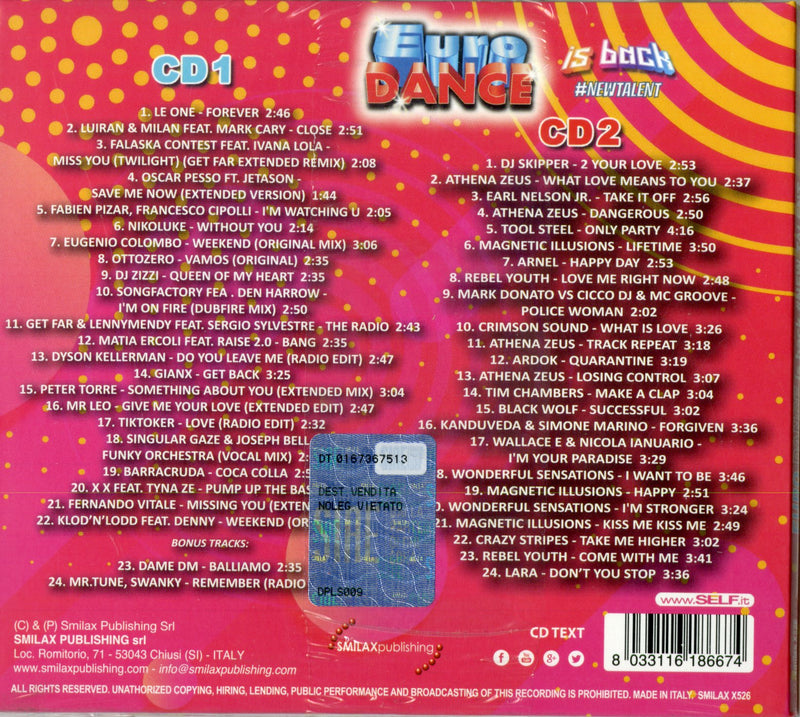 Euro
DANCE
is back
#NEWTALENT
CD1
1. LE ONE - FOREVER 2:46
2. LUIRAN & MILAN FEAT. MARK CARY - CLOSE 2:51
3. FALASKA CONTEST FEAT. IVANA LOLA -
MISS YOU (TWILIGHT) (GET FAR EXTENDED REMIX) 2:08
4. OSCAR PESSO FT. JETASON -
SAVE ME NOW (EXTENDED VERSION) 1:44
5. FABIEN PIZAR, FRANCESCO CIPOLLI - I'M WATCHING U 2:05
6. NIKOLUKE - WITHOUT YOU 2:14
7. EUGENIO COLOMBO - WEEKEND (ORIGINAL MIX) 3:06
8. OTTOZERO - VAMOS (ORIGINAL) 2:35
9. DJ ZIZZI - QUEEN OF MY HEART 2:35
10. SONGFACTORY FEA . DEN HARROW -
I'M ON FIRE (DUBFIRE MIX) 2:50
11. GET FAR & LENNYMENDY FEAT. SERGIO SYLVESTRE - THE RADIO 2:43
12. MATIA ERCOLI FEAT. RAISE 2.0 - BANG 2:35
13. DYSON KELLERMAN - DO YOU LEAVE ME (RADIO EDIT) 2:47
14. GIANX - GET BACK 3:25
15. PETER TORRE - SOMETHING ABOUT YOU (EXTENDED MIX) 3:04
16. MR LEO - GIVE ME YOUR LOVE (EXTENDED EDIT) 2:47
17. TIKTOKER - LOVE (RADIO EDIT) 2:32
18. SINGULAR GAZE & JOSEPH BELL
FUNKY ORCHESTRA (VOCAL MIX) 2:
19. BARRACRUDA - COCA COLLA 2:
20. X X FEAT. TYNA ZE - PUMP UP THE BAS
21. FERNANDO VITALE - MISSING YOU (EXTEN
22. KLOD'N'LODD FEAT. DENNY - WEEKEND (OR
BONUS TRACKS:
23. DAME DM - BALLIAMO 2:35
24. MR.TUNE, SWANKY - REMEMBER (RADIO
CD2
1. DJ SKIPPER - 2 YOUR LOVE 2:53
2. ATHENA ZEUS - WHAT LOVE MEANS TO YOU 2:37
3. EARL NELSON JR. - TAKE IT OFF 2:56
4. ATHENA ZEUS - DANGEROUS 2:50
5. TOOL STEEL - ONLY PARTY 4:16
6. MAGNETIC ILLUSIONS - LIFETIME 3:50
7. ARNEL - HAPPY DAY 2:53
8. REBEL YOUTH - LOVE ME RIGHT NOW 2:48
9. MARK DONATO VS CICCO DJ & MC GROOVE -
POLICE WOMAN 2:02
10. CRIMSON SOUND - WHAT IS LOVE 3:26
11. ATHENA ZEUS - TRACK REPEAT 3:18
12. ARDOK - QUARANTINE 3:19
13. ATHENA ZEUS - LOSING CONTROL 3:07
14. TIM CHAMBERS - MAKE A CLAP 3:04
15. BLACK WOLF - SUCCESSFUL 3:02
16. KANDUVEDA & SIMONE MARINO - FORGIVEN 3:36
17. WALLACE E & NICOLA IANUARIO -
I'M YOUR PARADISE 3:29
8. WONDERFUL SENSATIONS - I WANT TO BE 3:46
19. MAGNETIC ILLUSIONS - HAPPY 2:51
0. WONDERFUL SENSATIONS - I'M STRONGER 3:24
21. MAGNETIC ILLUSIONS - KISS ME KISS ME 2:49
22. CRAZY STRIPES - TAKE ME HIGHER 3:02
23. REBEL YOUTH - COME WITH ME 3:41
24. LARA - DON'T YOU STOP 3:36
DT 0167367513
DEST.VENDITA
NOLEG VIETATO
DPLS009
(C) & (P) Smilax Publishing Srl
SMILAX PUBLISHING srl
Loc. Romitorio, 71 - 53043 Chiusi (SI) - ITALY
www.smilaxpublishing.com - info@smilaxpublishing.com
SMILAXpublishing
CD TEXT
www.SELF.it
8 033116 186674
ALL RIGHTS RESERVED. UNATHORIZED COPYING, HIRING, LENDING, PUBLIC PERFORMANCE AND BROADCASTING OF THIS RECORDING IS PROHIBITED. MADE IN ITALY. SMILAX X526